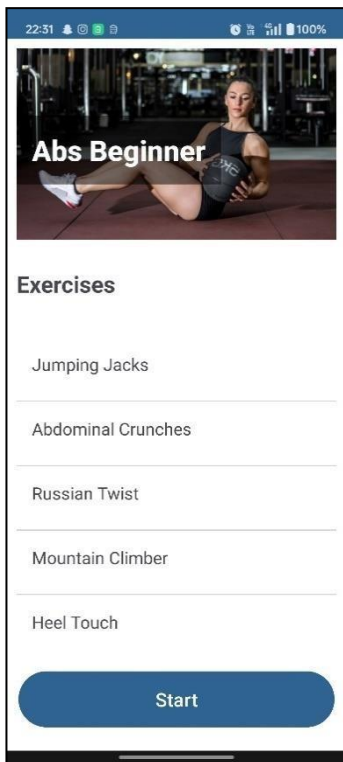 22:31 100%
Abs Beginner
Exercises
Jumping Jacks
Abdominal Crunches
Russian Twist
Mountain Climber
Heel Touch
Start